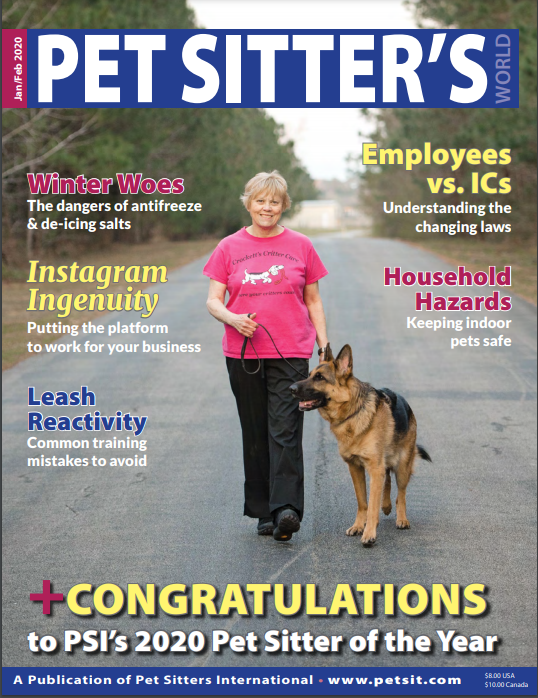 Jan/Feb 2020
PET SITTER'S
WORLD
Winter Woes
The dangers of antifreeze
& de-icing salts
Instagram
Ingenuity
Putting the platform
to work for your business
Leash
Reactivity
Common training
mistakes to avoid
Employees
vs. ICs
Understanding the
changing laws
Household
Hazards
Keeping indoor
pets safe
Crockett's Critter Care
+CONGRATULATIONS
to PSI's 2020 Pet Sitter of the Year
A Publication of Pet Sitters International • www.petsit.com
$8.00 USA
$10.00 Canada